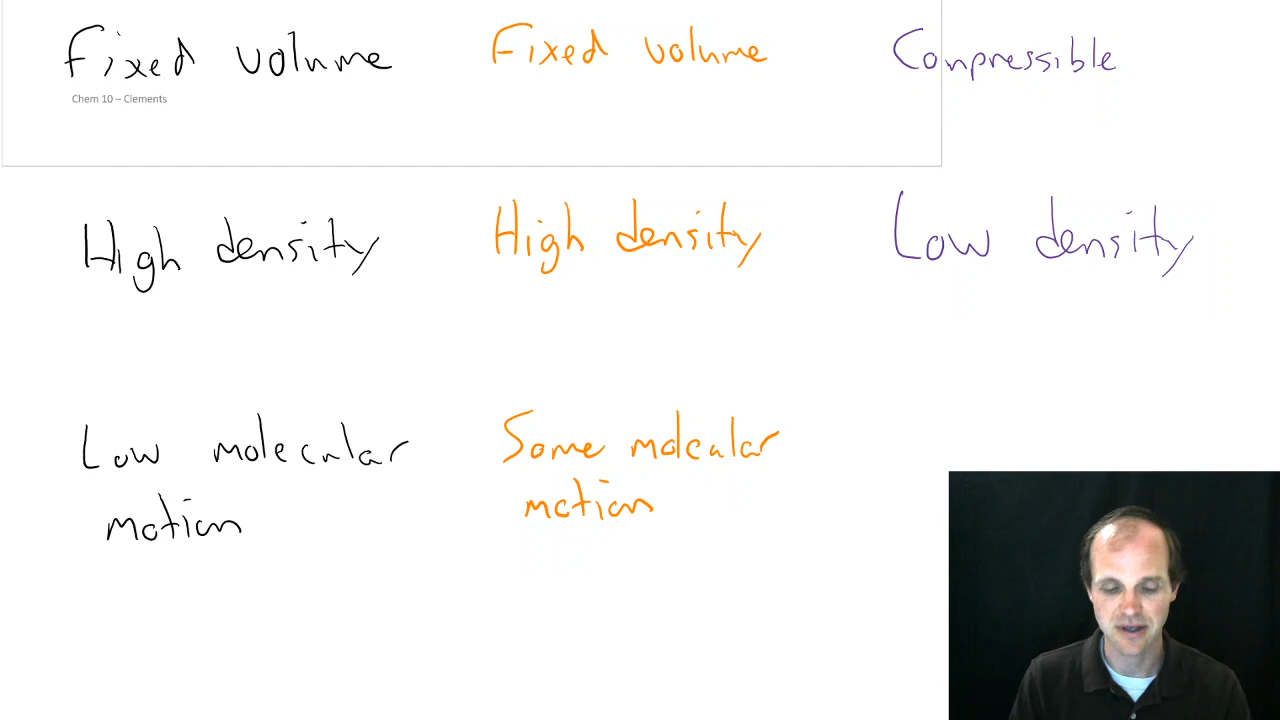 Fixed volume
Fixed volume
Compressible
Chem 10 – Clements
High density
High density
Low density
Low molecular
motion
Some molcular
motion